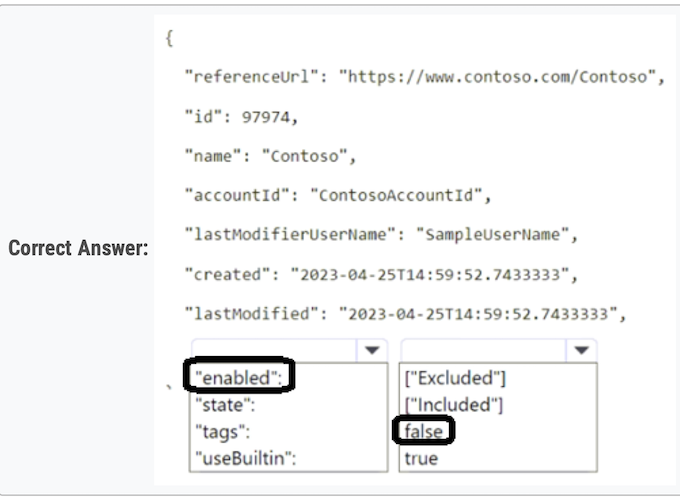 {
"referenceUrl": "https://www.contoso.com/Contoso",
"id": 97974,
"name": "Contoso",
"accountId": "ContosoAccountId",
Correct Answer:
"lastModifierUserName": "SampleUserName",
"created": "2023-04-25T14:59:52.7433333",
"lastModified": "2023-04-25T14:59:52.7433333",
"enabled": ["Excluded"]
"state": ["Included"]
"tags": false
"useBuiltin": true